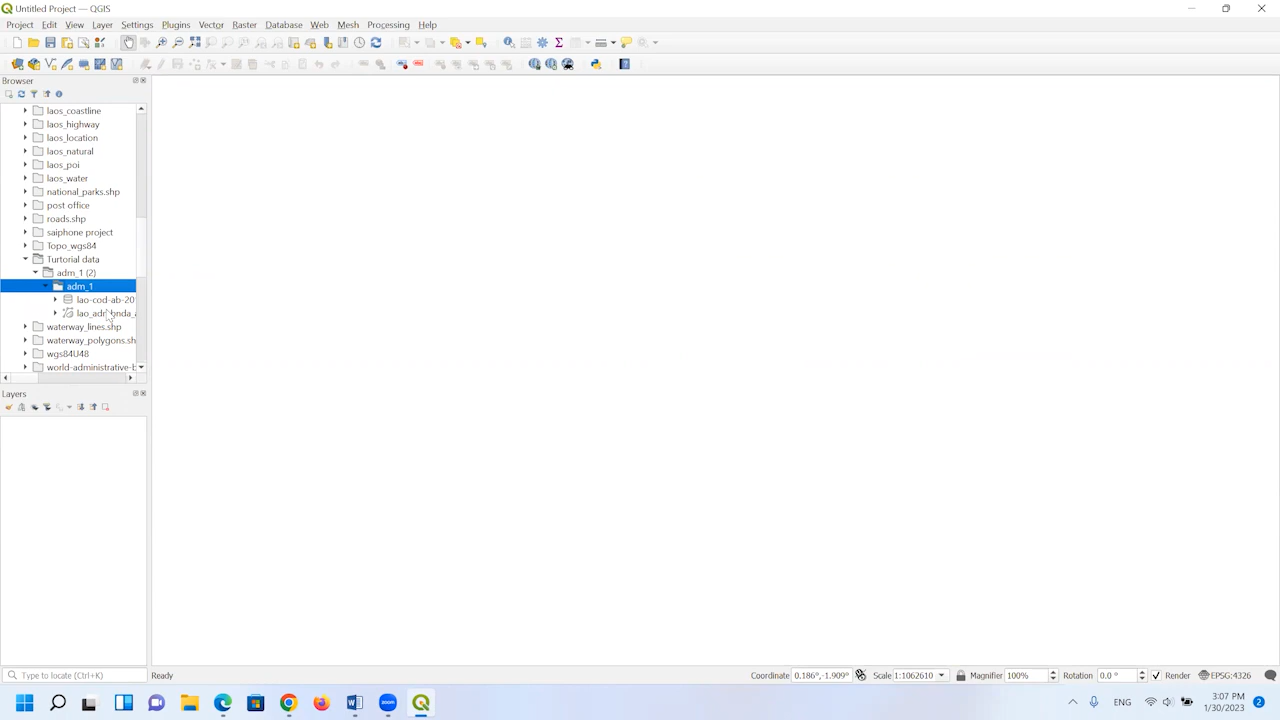 Untitled Project — QGIS
Project Edit View Layer Settings Plugins Vector Raster Database Web Mesh Processing Help
Browser
laos_coastline
laos_highway
laos_location
laos_natural
laos_poi
laos_water
national_parks.shp
post office
roads.shp
saiphone project
Topo_wgs84
Turtorial data
adm_1 (2)
adm_1
lao-cod-ab-20
waterway_lines.shp
waterway_polygons.sh
wgs84U48
world-administrative-b
Layers
Type to locate (Ctrl+K)
Ready
Coordinate 0.186°,-1.909° Scale 1:1062610 Magnifier 100% Rotation 0.0 ° Render EPSG:4326
zoom
ENG
3:07 PM
1/30/2023
2